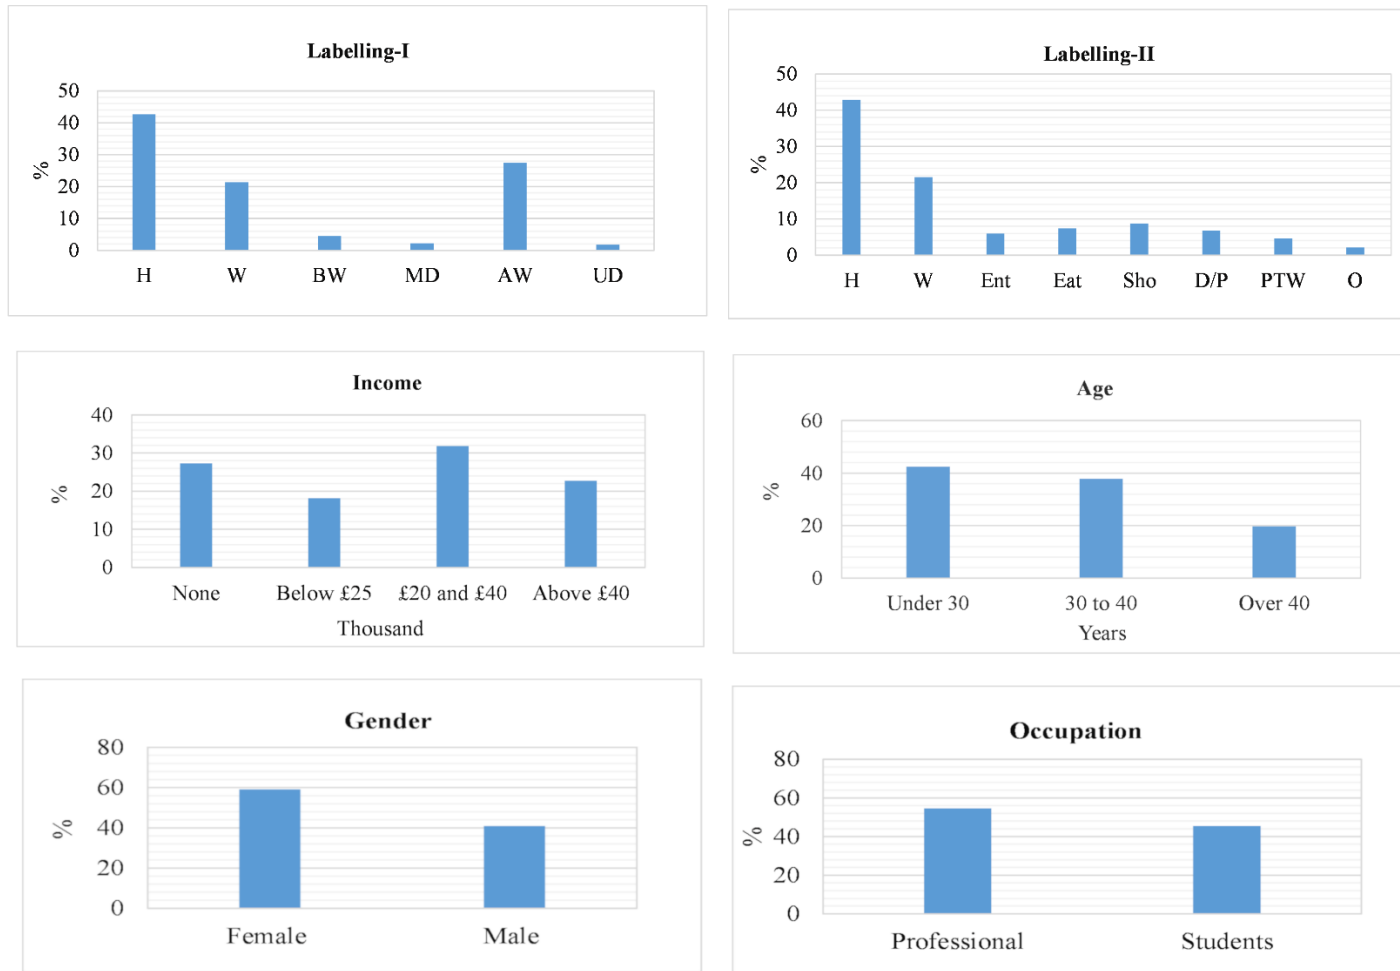 Labelling-I
50
40
30
20
10
0
%
H W BW MD AW UD
Labelling-II
50
40
30
20
10
0
%
H W Ent Eat Sho D/P PTW O
Income
40
30
20
10
0
%
None Below £25 £20 and £40 Above £40
Thousand
Age
60
40
20
0
%
Under 30 30 to 40 Over 40
Years
Gender
80
60
40
20
0
%
Female Male
Occupation
80
60
40
20
0
%
Professional Students